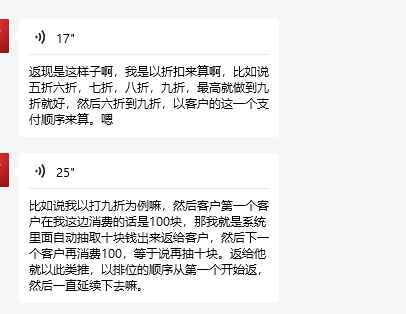 17"
返现是这样子啊，我是以折扣来算啊，比如说
五折六折，七折，八折，九折，最高就做到九
折就好，然后六折到九折，以客户的这一个支
付顺序来算。嗯
25"
比如说我以打九折为例嘛，然后客户第一个客
户在我这边消费的话是100块，那我就是系统
里面自动抽取十块钱出来返给客户，然后下一
个客户再消费100，等于说再抽十块。返给他
就以此类推，以排位的顺序从第一个开始返，
然后一直延续下去嘛。